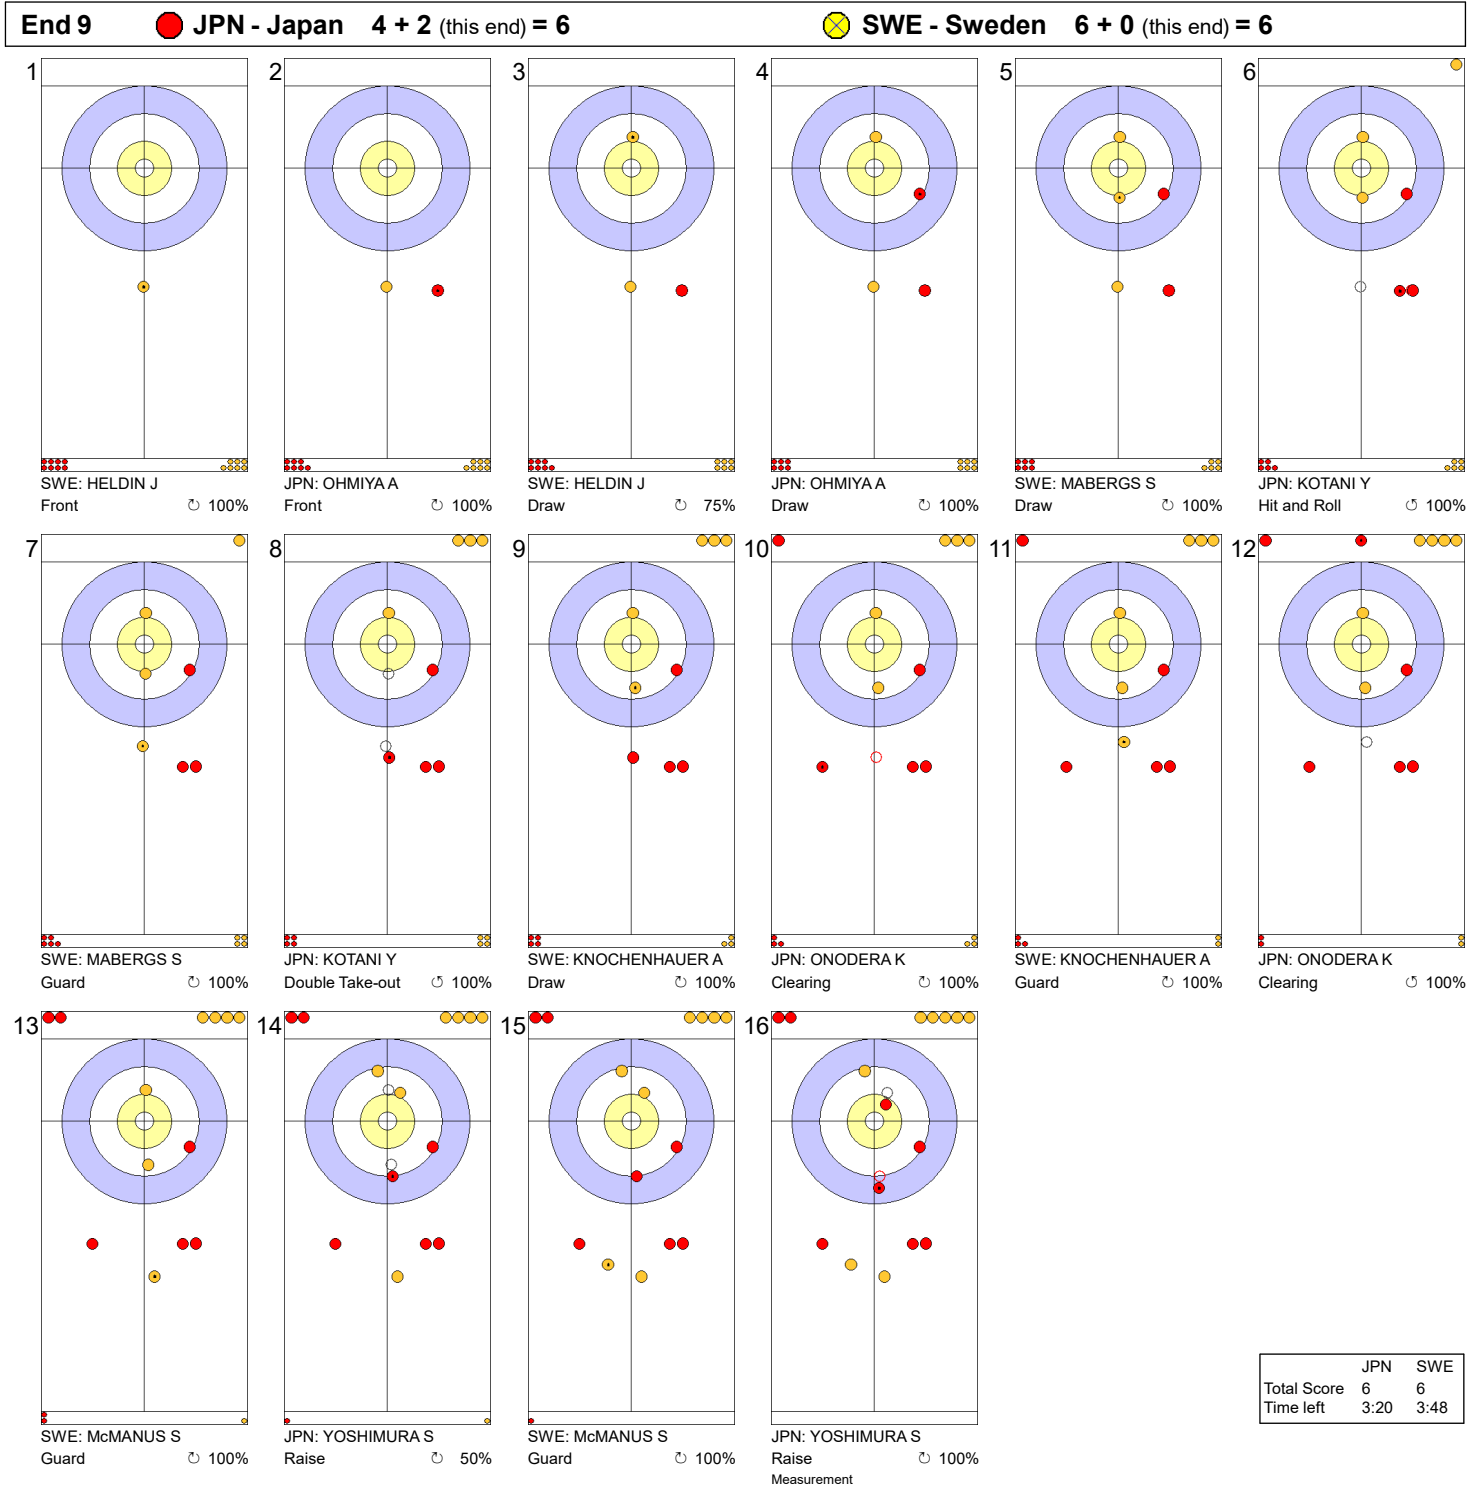 End 9 JPN - Japan 4 + 2 (this end) = 6 SWE - Sweden 6 + 0 (this end) = 6
1 2 3 4 5 6
SWE: HELDIN J JPN: OHMIYA A SWE: HELDIN J JPN: OHMIYA A SWE: MABERGS S JPN: KOTANI Y
Front ↻ 100% Front ↻ 100% Draw ↻ 75% Draw ↻ 100% Draw ↻ 100% Hit and Roll ↺ 100%
7 8 9 10 11 12
SWE: MABERGS S JPN: KOTANI Y SWE: KNOCHENHAUER A JPN: ONODERA K SWE: KNOCHENHAUER A JPN: ONODERA K
Guard ↻ 100% Double Take-out ↺ 100% Draw ↻ 100% Clearing ↻ 100% Guard ↻ 100% Clearing ↺ 100%
13 14 15 16
SWE: McMANUS S JPN: YOSHIMURA S SWE: McMANUS S JPN: YOSHIMURA S
Guard ↻ 100% Raise ↻ 50% Guard ↻ 100% Raise ↻ 100%
Measurement
JPN SWE
Total Score 6 6
Time left 3:20 3:48